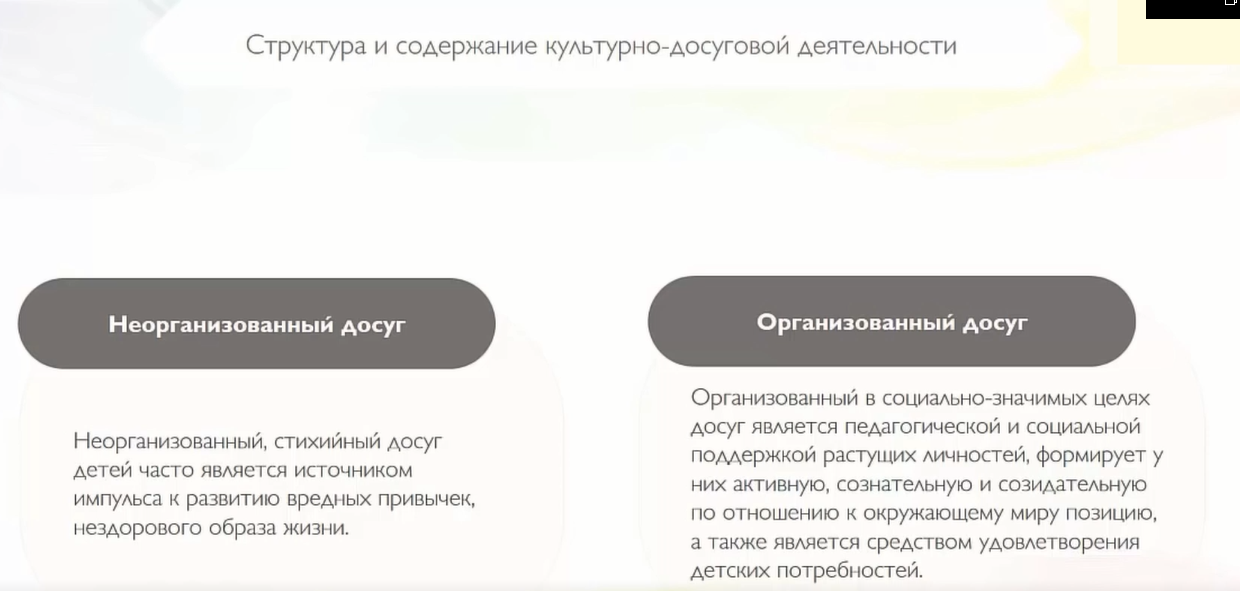 Структура и содержание культурно-досуговой деятельности
Неорганизованный досуг
Неорганизованный, стихийный досуг
детей часто является источником
импульса к развитию вредных привычек,
нездорового образа жизни.
Организованный досуг
Организованный в социально-значимых целях
досуг является педагогической и социальной
поддержкой растущих личностей, формирует у
них активную, сознательную и созидательную
по отношению к окружающему миру позицию,
а также является средством удовлетворения
детских потребностей.